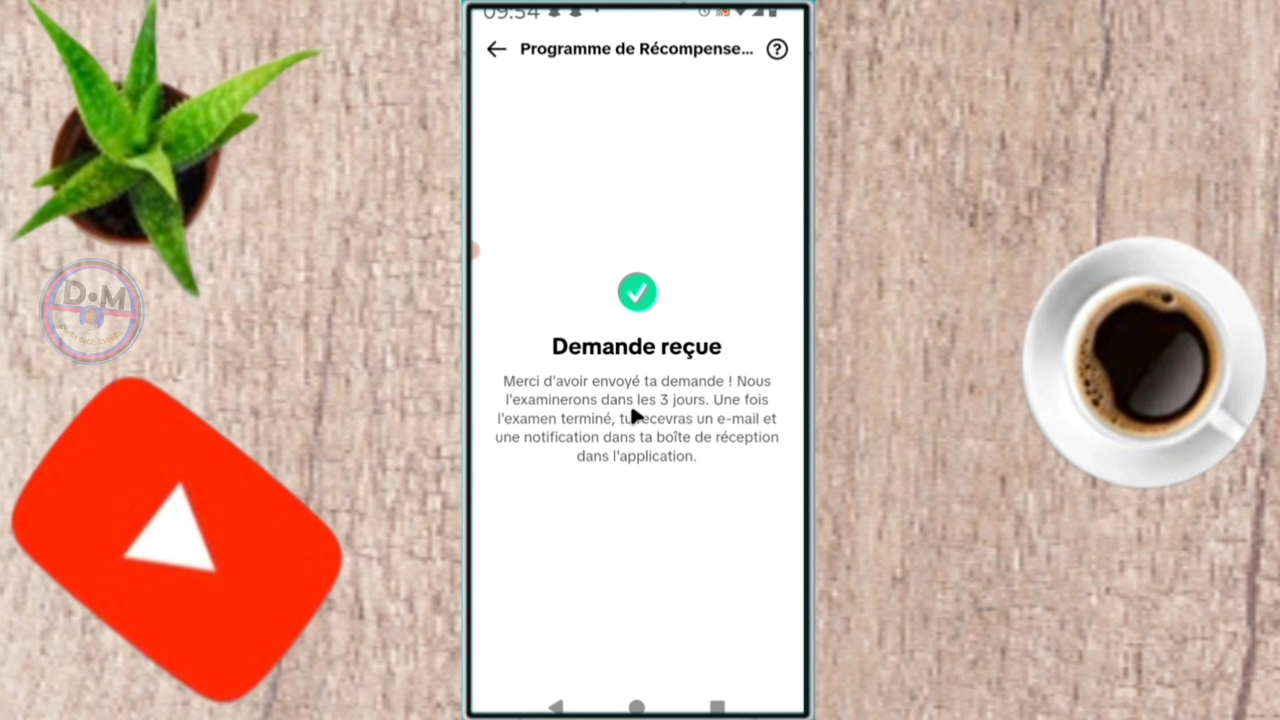 09:54
Programme de Récompense...
D•M
Demande reçue
Merci d'avoir envoyé ta demande ! Nous
l'examinerons dans les 3 jours. Une fois
l'examen terminé, tu recevras un e-mail et
une notification dans ta boîte de réception
dans l'application.